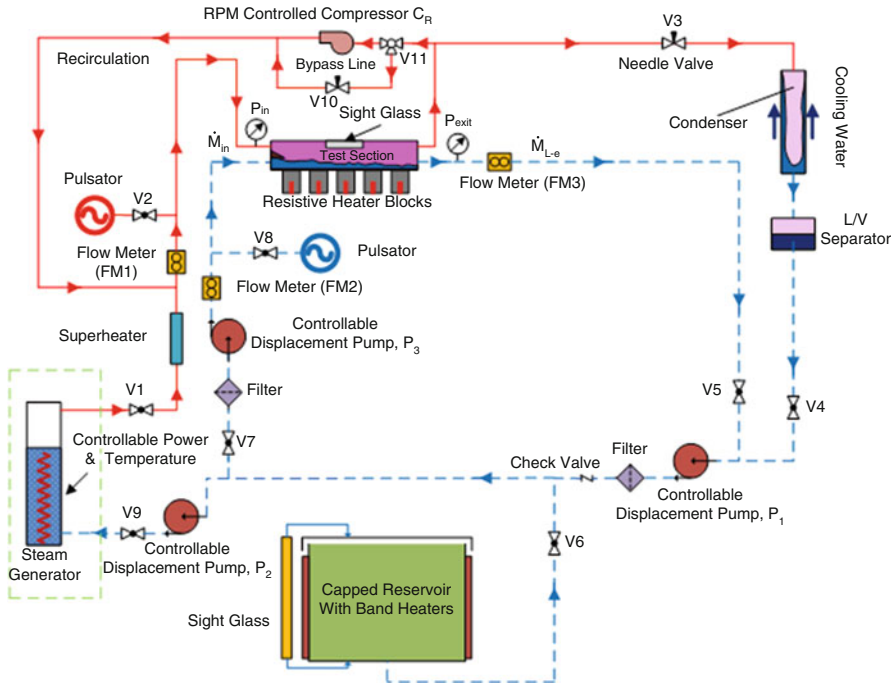 RPM Controlled Compressor C_R
V3
Recirculation
Bypass Line
V11
Needle Valve
V10
P_in
Sight Glass
P_exit
Condenser
Cooling Water
Ṁ_in
Test Section
Ṁ_L-e
Pulsator
V2
Flow Meter (FM3)
Resistive Heater Blocks
L/V
Separator
V8
Pulsator
Flow Meter
(FM1)
Flow Meter (FM2)
Superheater
Controllable
Displacement Pump, P_3
V1
Filter
V5
V4
Controllable Power
& Temperature
V7
Filter
Check Valve
V9
Controllable
Displacement Pump, P_1
Steam
Generator
Controllable
Displacement Pump, P_2
V6
Capped Reservoir
With Band Heaters
Sight Glass